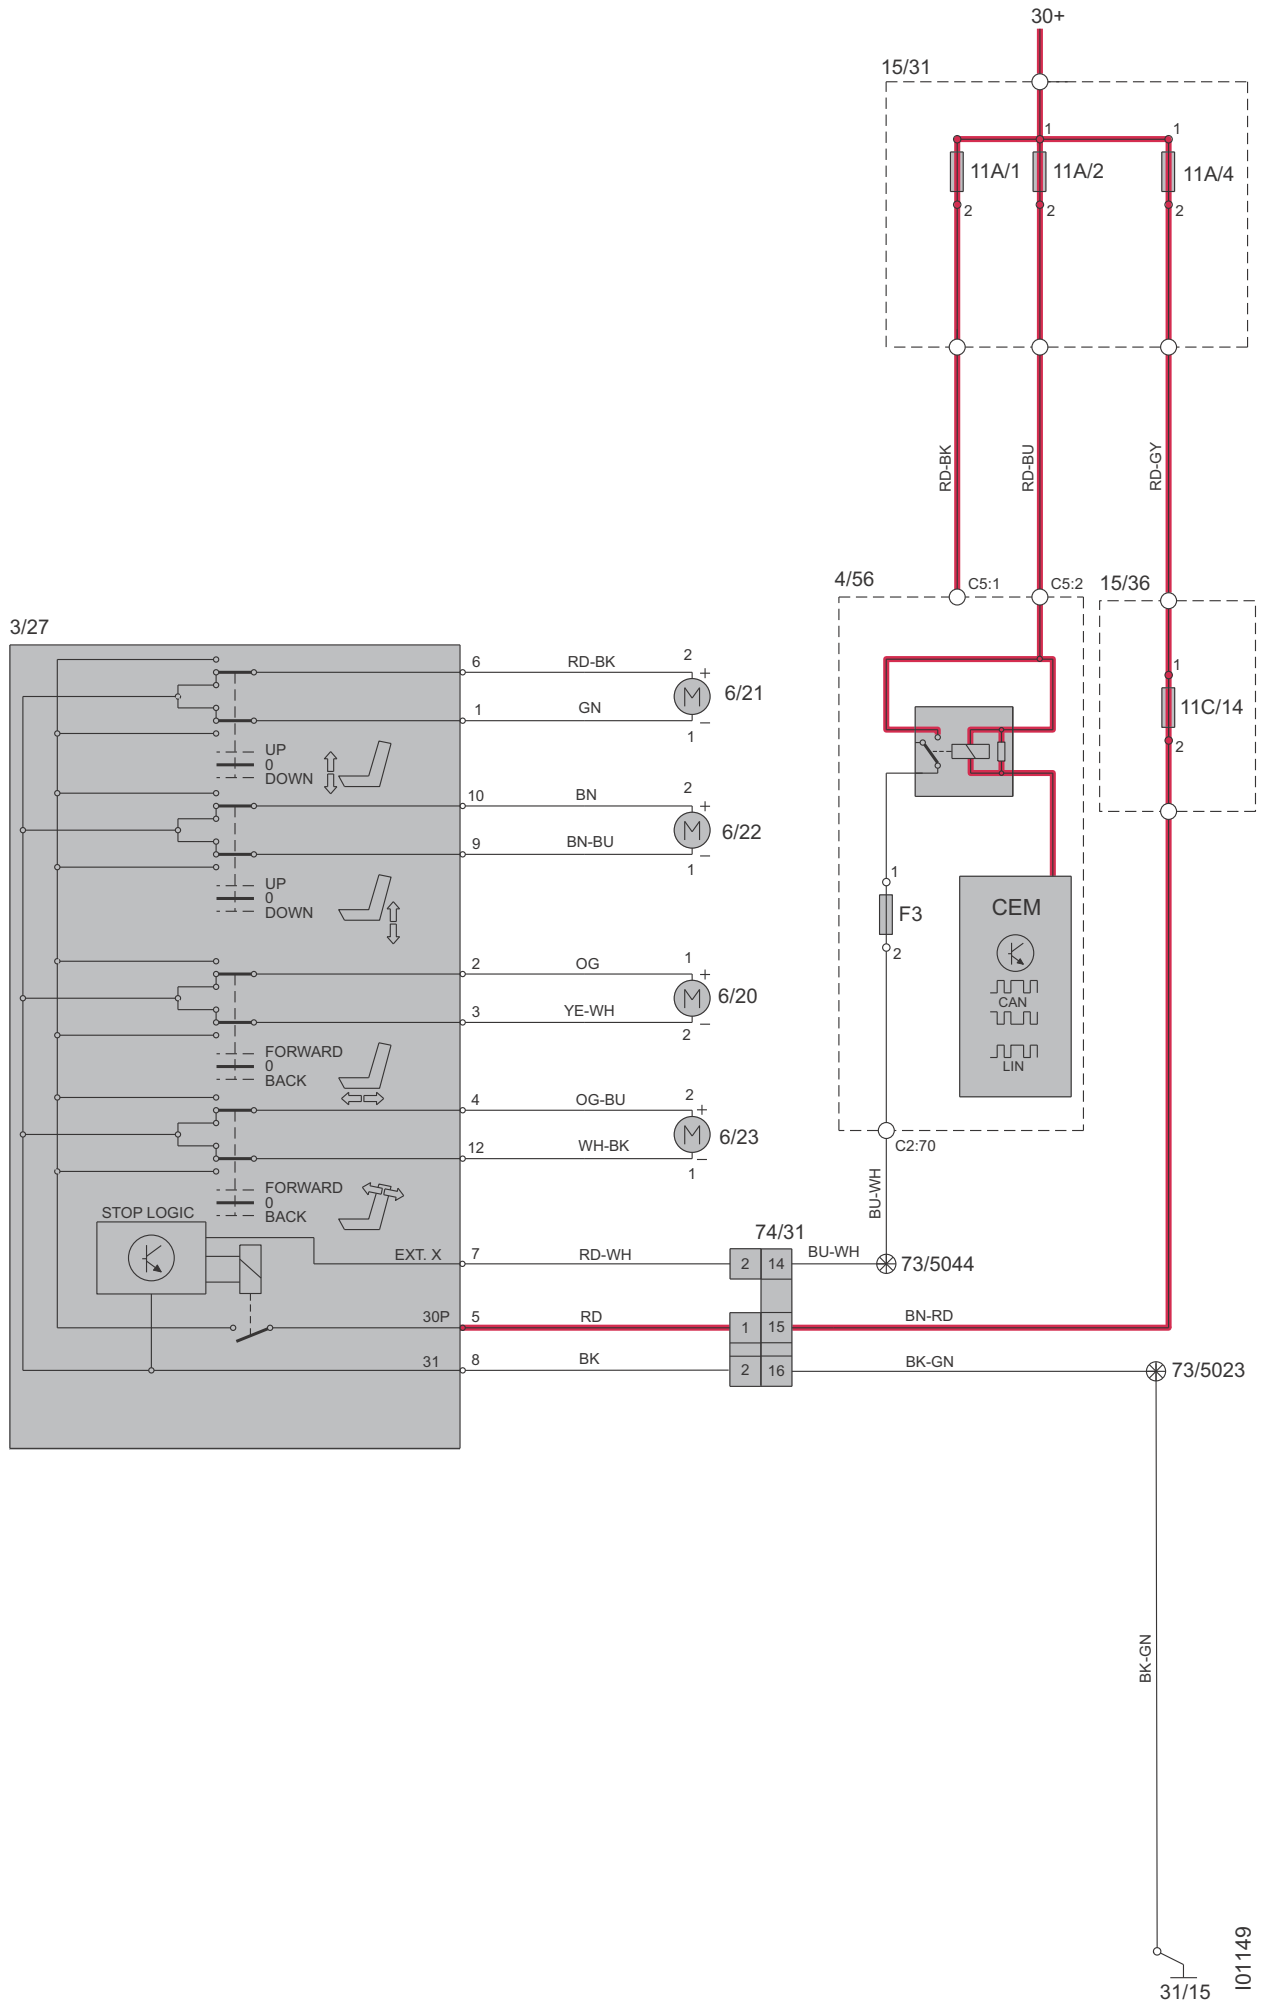 30+
15/31
1
1
11A/1
11A/2
11A/4
2
2
2
RD-BK
RD-BU
RD-GY
4/56
C5:1
C5:2
15/36
1
11C/14
2
3/27
6
RD-BK
2
+
M
6/21
1
GN
–
1
UP
0
DOWN
10
BN
2
+
M
6/22
9
BN-BU
–
1
UP
0
DOWN
1
F3
2
CEM
CAN
LIN
2
OG
1
+
M
6/20
3
YE-WH
–
2
FORWARD
0
BACK
4
OG-BU
2
+
M
6/23
12
WH-BK
–
1
FORWARD
0
BACK
C2:70
BU-WH
STOP LOGIC
74/31
EXT. X
7
RD-WH
2
14
BU-WH
73/5044
30P
5
RD
1
15
BN-RD
31
8
BK
2
16
BK-GN
73/5023
BK-GN
31/15
I01149